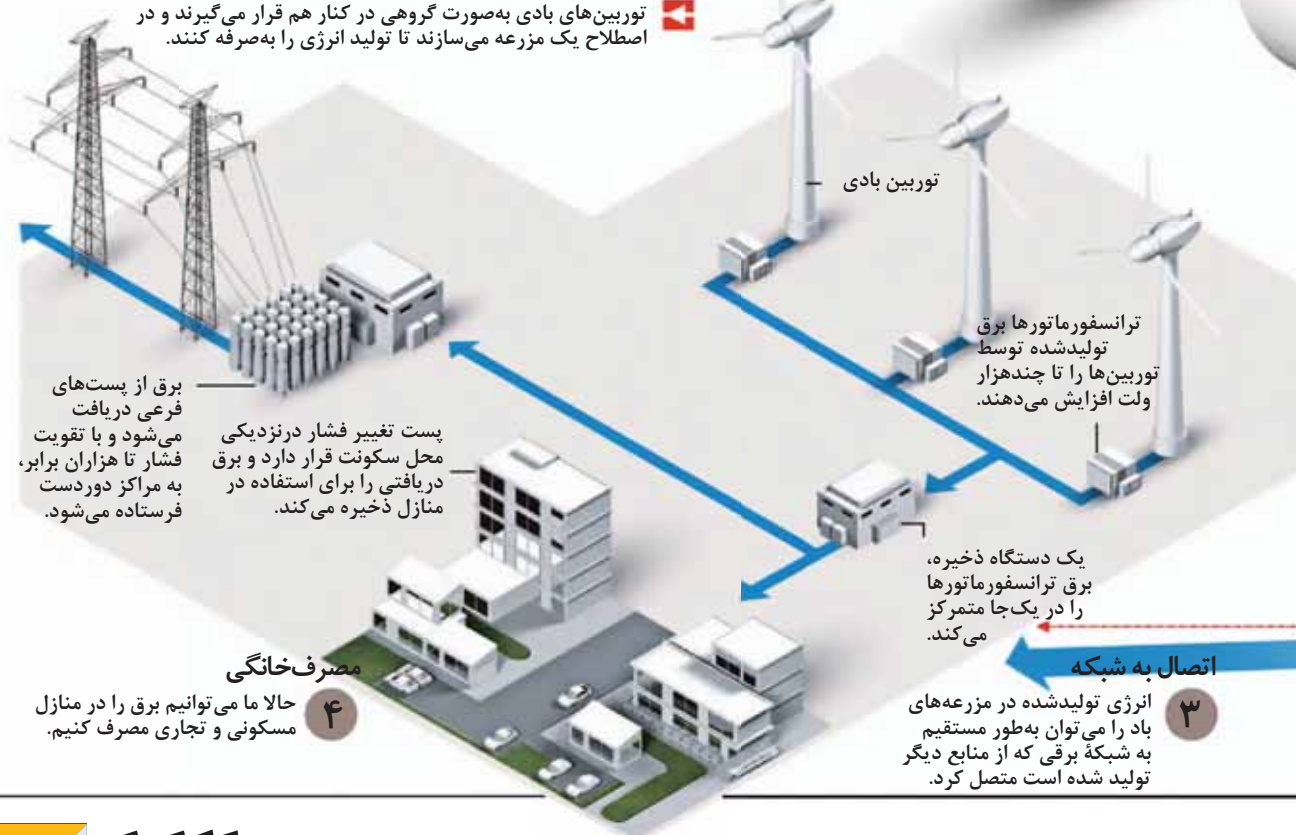 توربین‌های بادی به‌صورت گروهی در کنار هم قرار می‌گیرند و در
اصطلاح یک مزرعه می‌سازند تا تولید انرژی را به‌صرفه کنند.
توربین بادی
ترانسفورماتورها برق
تولیدشده توسط
توربین‌ها را تا چندهزار
ولت افزایش می‌دهند.
برق از پست‌های
فرعی دریافت
می‌شود و با تقویت
فشار تا هزاران برابر،
به مراکز دوردست
فرستاده می‌شود.
پست تغییر فشار درنزدیکی
محل سکونت قرار دارد و برق
دریافتی را برای استفاده در
منازل ذخیره می‌کند.
یک دستگاه ذخیره،
برق ترانسفورماتورها
را در یک‌جا متمرکز
می‌کند.
اتصال به شبکه
۳
انرژی تولیدشده در مزرعه‌های
باد را می‌توان به‌طور مستقیم
به شبکهٔ برقی که از منابع دیگر
تولید شده است متصل کرد.
مصرف‌خانگی
۴
حالا ما می‌توانیم برق را در منازل
مسکونی و تجاری مصرف کنیم.